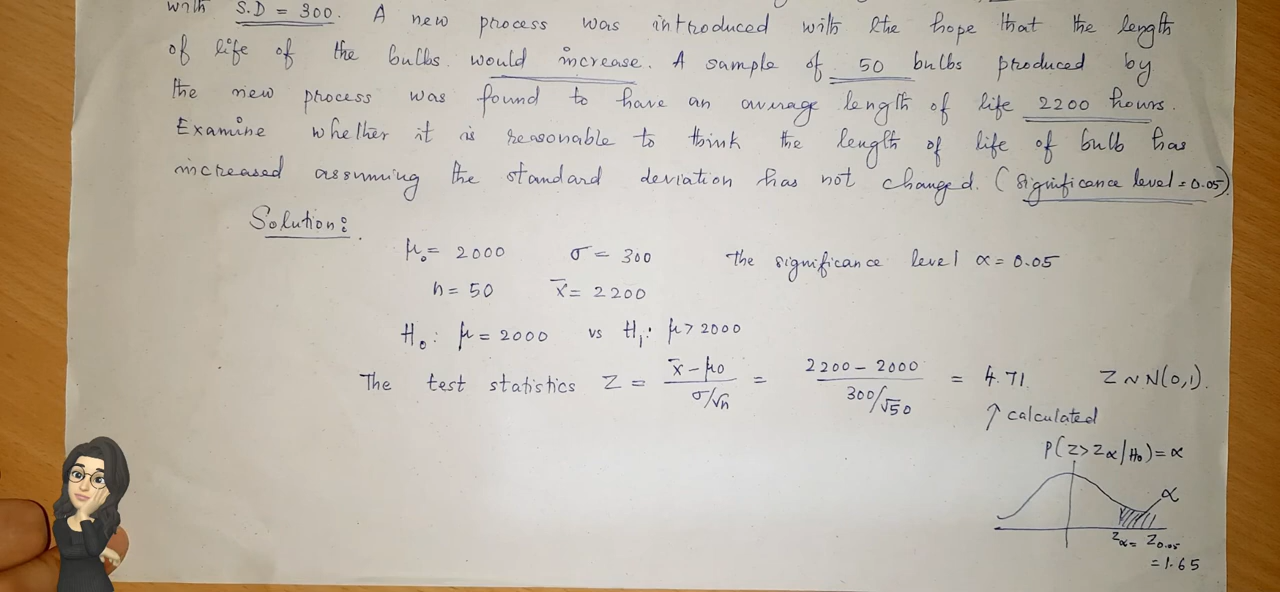 with S.D = 300. A new process was introduced with the hope that the length
of life of the bulbs would increase. A sample of 50 bulbs produced by
the new process was found to have an average length of life 2200 hours.
Examine whether it is reasonable to think the length of life of bulb has
increased assuming the standard deviation has not changed. (significance level = 0.05)
Solution:
μ₀ = 2000 σ = 300 The significance level α = 0.05
n = 50 x̄ = 2200
H₀: μ = 2000 vs H₁: μ > 2000
The test statistics Z = (x̄ - μ₀)/(σ/√n) = (2200 - 2000)/(300/√50) = 4.71 Z ~ N(0,1).
↑ calculated
P(Z > Zα/H₀) = α
α
Zα = Z0.05
= 1.65